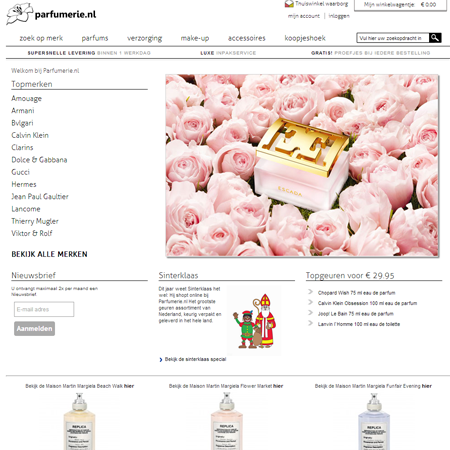 parfumerie.nl
Thuiswinkel waarborg
Mijn winkelwagentje € 0.00
mijn account | inloggen
Vul hier uw zoekopdracht in
zoek op merk parfums verzorging make-up accessoires koopjeshoek
SUPERSNELLE LEVERING BINNEN 1 WERKDAG LUXE INPAKSERVICE GRATIS! PROEFJES BIJ IEDERE BESTELLING
Welkom bij Parfumerie.nl
Topmerken
Amouage
Armani
Bvlgari
Calvin Klein
Clarins
Dolce & Gabbana
Gucci
Hermes
Jean Paul Gaultier
Lancome
Thierry Mugler
Viktor & Rolf
BEKIJK ALLE MERKEN
ESCADA
Nieuwsbrief
U ontvangt maximaal 2x per maand een
Nieuwsbrief.
E-mail adres
Aanmelden
Sinterklaas
Dit jaar weet Sinterklaas het
wel: Hij shopt online bij
Parfumerie.nl Het grootste
geuren assortiment van
Nederland, keurig verpakt en
geleverd in het hele land.
Bekijk de sinterklaas special
Topgeuren voor € 29.95
Chopard Wish 75 ml eau de parfum
Calvin Klein Obsession 100 ml eau de parfum
Joop! Le Bain 75 ml eau de parfum
Lanvin l'Homme 100 ml eau de toilette
Bekijk de Maison Martin Margiela Beach Walk hier
Bekijk de Maison Martin Margiela Flower Market hier
Bekijk de Maison Martin Margiela Funfair Evening hier
REPLICA
REPLICA
REPLICA